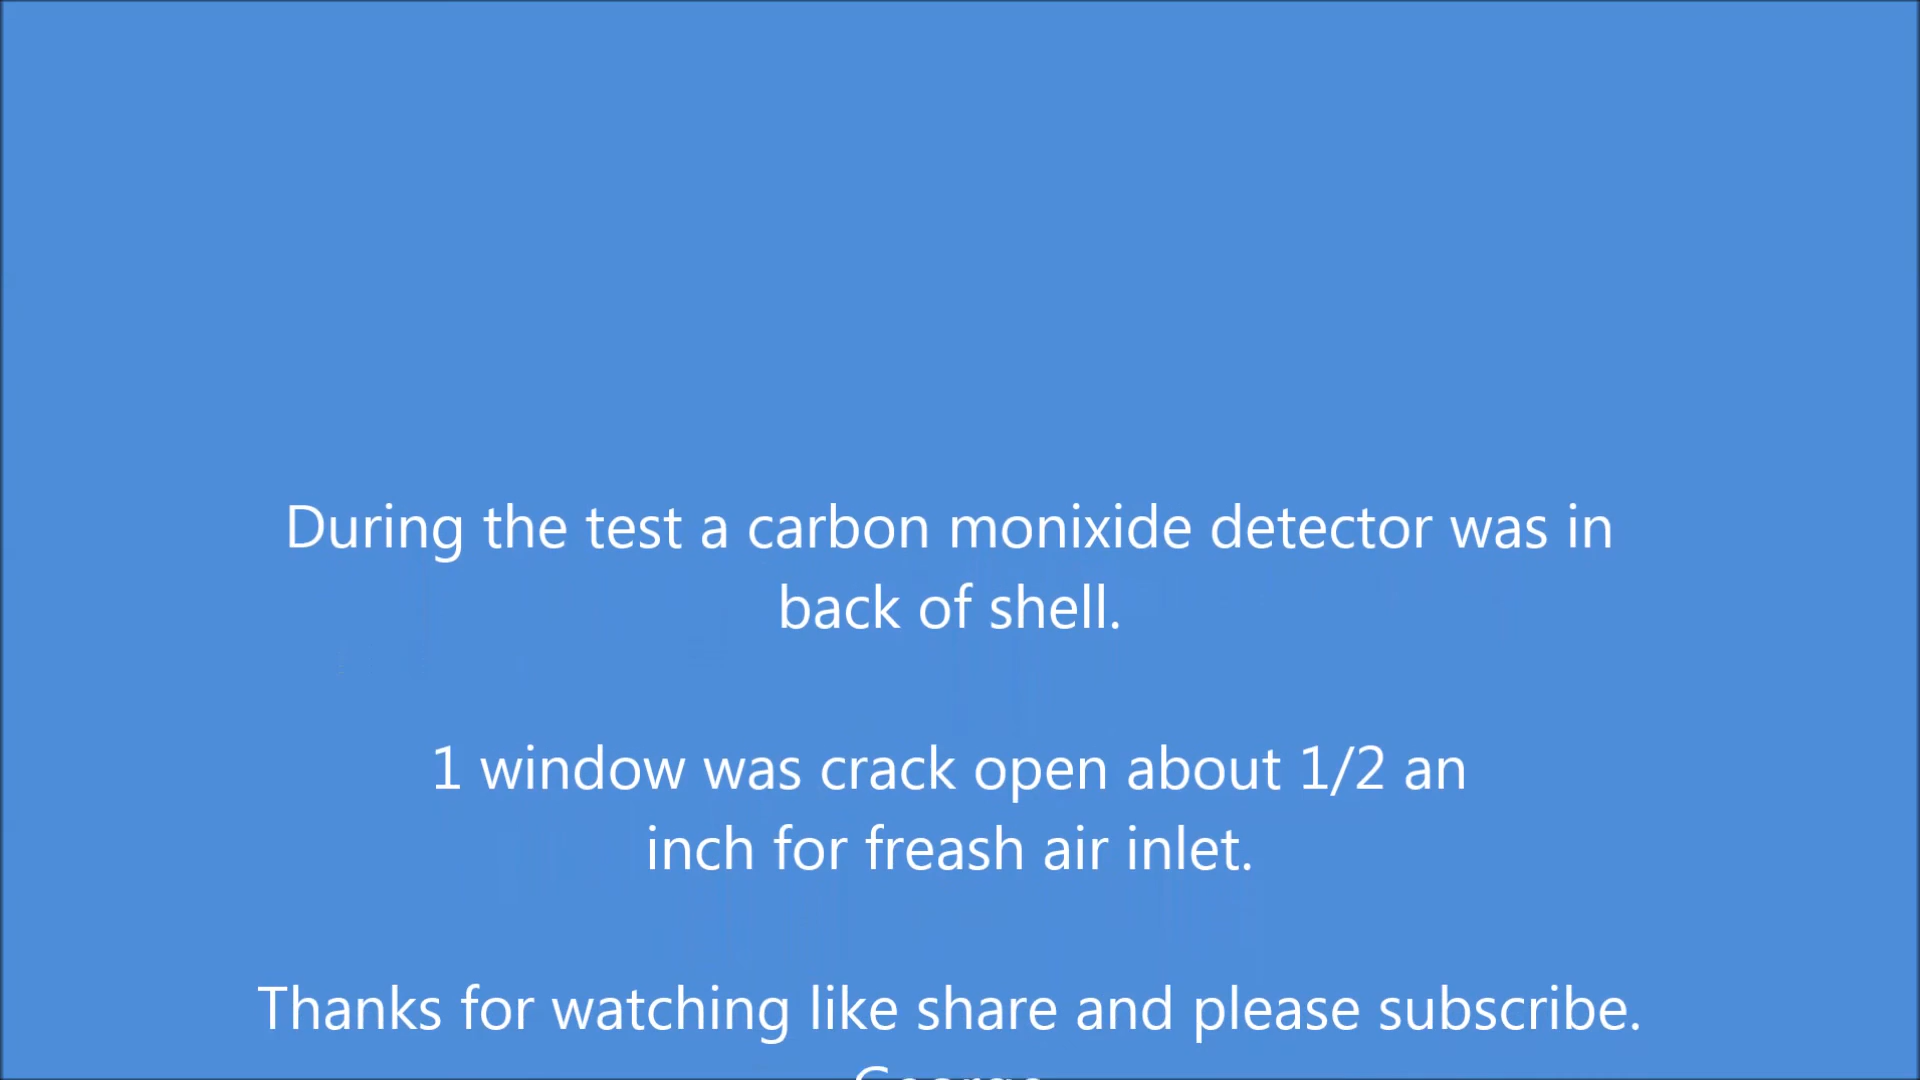 During the test a carbon monixide detector was in
back of shell.
1 window was crack open about 1/2 an
inch for freash air inlet.
Thanks for watching like share and please subscribe.